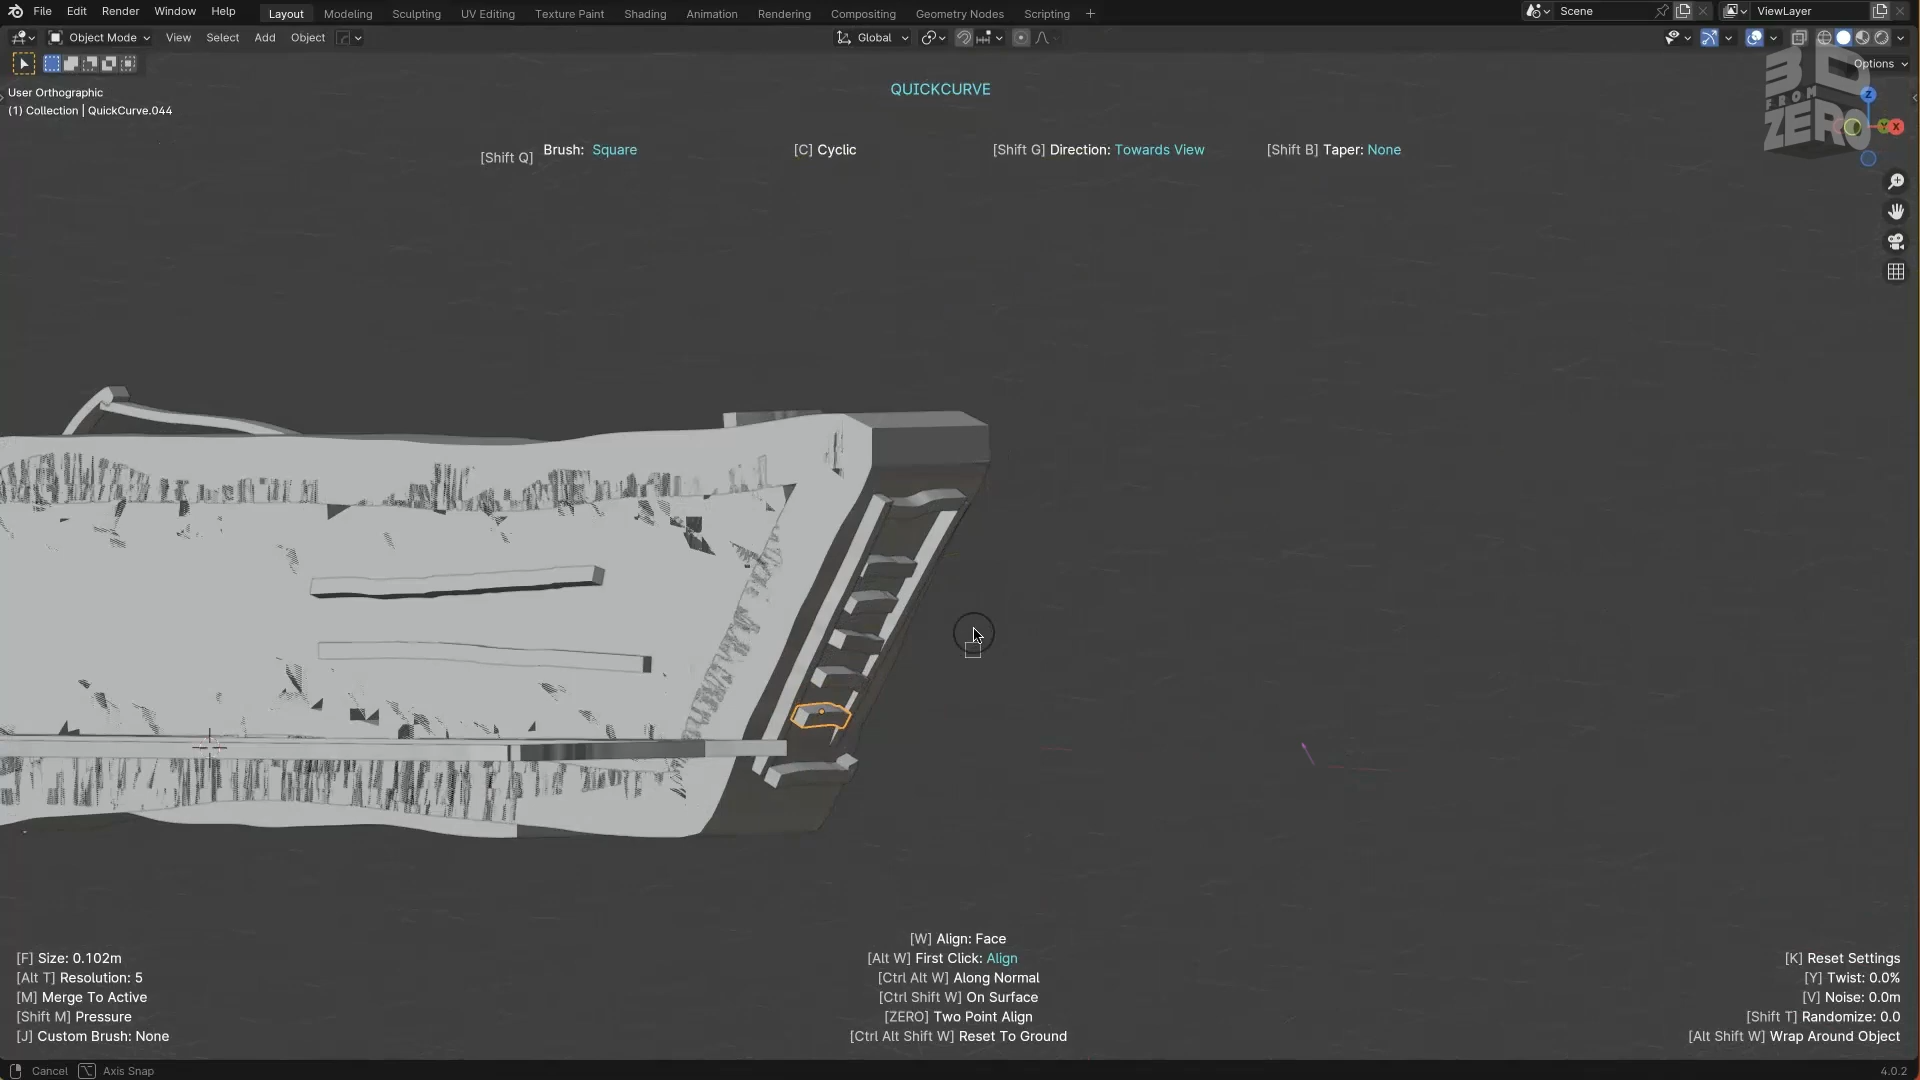 File Edit Render Window Help
Layout Modeling Sculpting UV Editing Texture Paint Shading Animation Rendering Compositing Geometry Nodes Scripting +
Scene
ViewLayer
Object Mode View Select Add Object
Global
Options
User Orthographic
(1) Collection | QuickCurve.044
3D
FROM
ZERO
Z
Y
X
QUICKCURVE
[Shift Q] Brush: Square [C] Cyclic [Shift G] Direction: Towards View [Shift B] Taper: None
[W] Align: Face
[F] Size: 0.102m [Alt W] First Click: Align [K] Reset Settings
[Alt T] Resolution: 5 [Ctrl Alt W] Along Normal [Y] Twist: 0.0%
[M] Merge To Active [Ctrl Shift W] On Surface [V] Noise: 0.0m
[Shift M] Pressure [ZERO] Two Point Align [Shift T] Randomize: 0.0
[J] Custom Brush: None [Ctrl Alt Shift W] Reset To Ground [Alt Shift W] Wrap Around Object
Cancel Axis Snap 4.0.2